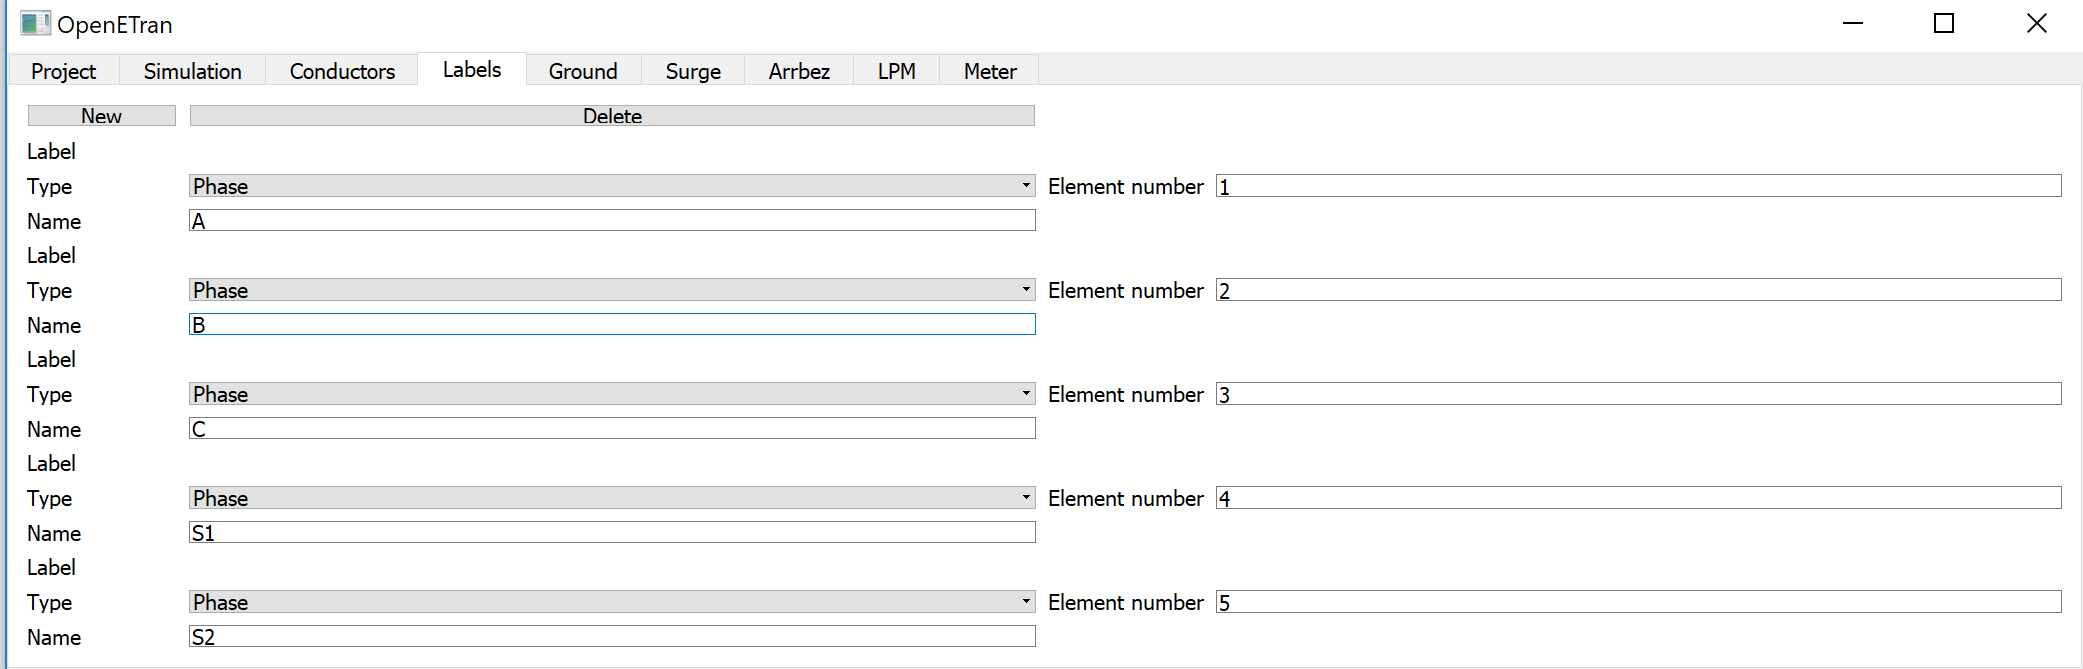 OpenETran
Project Simulation Conductors Labels Ground Surge Arrbez LPM Meter
New Delete
Label
Type Phase Element number 1
Name A
Label
Type Phase Element number 2
Name B
Label
Type Phase Element number 3
Name C
Label
Type Phase Element number 4
Name S1
Label
Type Phase Element number 5
Name S2